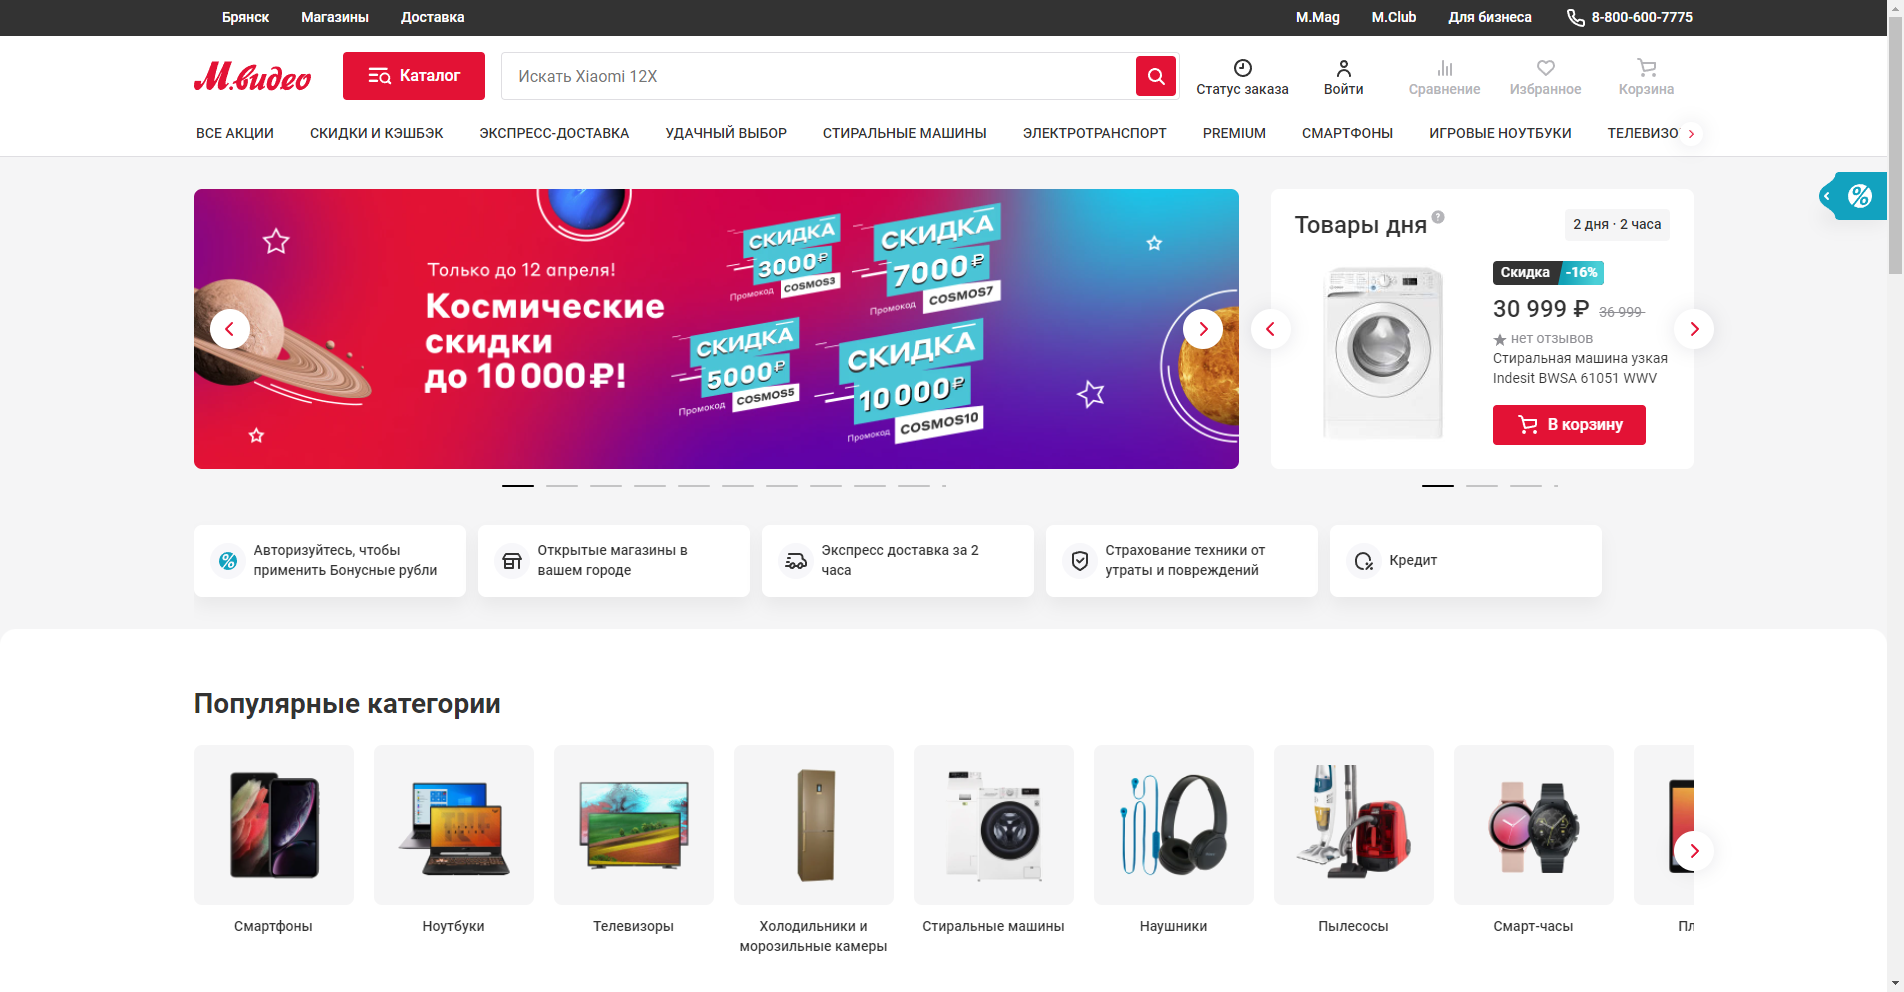 Брянск
Магазины
Доставка
M.Mag
M.Club
Для бизнеса
8-800-600-7775
М.видео
Каталог
Искать Xiaomi 12X
Статус заказа
Войти
Сравнение
Избранное
Корзина
ВСЕ АКЦИИ
СКИДКИ И КЭШБЭК
ЭКСПРЕСС-ДОСТАВКА
УДАЧНЫЙ ВЫБОР
СТИРАЛЬНЫЕ МАШИНЫ
ЭЛЕКТРОТРАНСПОРТ
PREMIUM
СМАРТФОНЫ
ИГРОВЫЕ НОУТБУКИ
ТЕЛЕВИЗО
Только до 12 апреля!
Космические
скидки
до 10 000 ₽!
СКИДКА
3000₽
Промокод COSMOS3
СКИДКА
7000₽
Промокод COSMOS7
СКИДКА
5000₽
Промокод COSMOS5
СКИДКА
10000₽
Промокод COSMOS10
Товары дня
?
2 дня · 2 часа
Скидка -16%
30 999 ₽ 36 999
нет отзывов
Стиральная машина узкая
Indesit BWSA 61051 WWV
В корзину
Авторизуйтесь, чтобы
применить Бонусные рубли
Открытые магазины в
вашем городе
Экспресс доставка за 2
часа
Страхование техники от
утраты и повреждений
Кредит
Популярные категории
Смартфоны
Ноутбуки
Телевизоры
Холодильники и
морозильные камеры
Стиральные машины
Наушники
Пылесосы
Смарт-часы
Пл